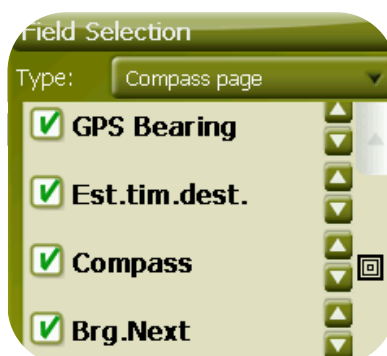 Field Selection
Type: Compass page
GPS Bearing
Est.tim.dest.
Compass
Brg.Next